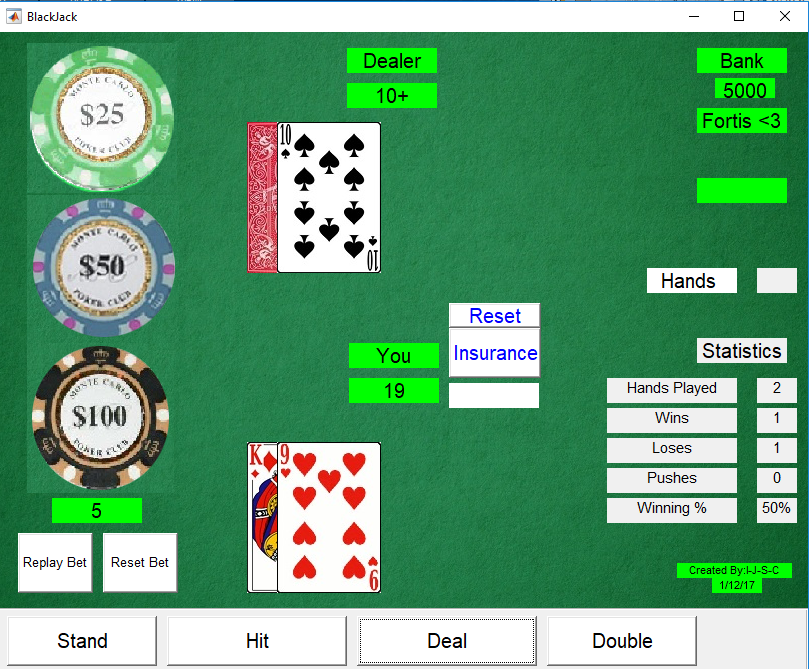 BlackJack
MONTE CARLO
$25
POKER CLUB
MONTE CARLO
$50
POKER CLUB
MONTE CARLO
$100
POKER CLUB
5
Replay Bet
Reset Bet
Dealer
10+
10
10
Reset
Insurance
You
19
K
9
9
Bank
5000
Fortis <3
Hands
Statistics
Hands Played 2
Wins 1
Loses 1
Pushes 0
Winning % 50%
Created By:I-J-S-C
1/12/17
Stand
Hit
Deal
Double